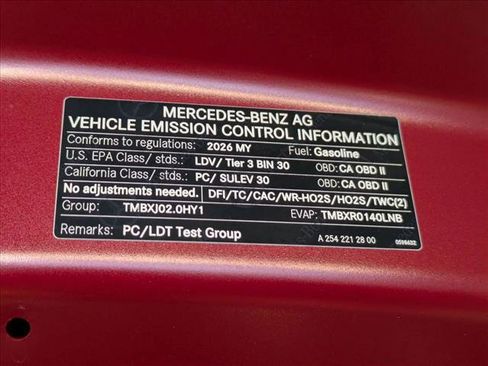 MERCEDES-BENZ AG
VEHICLE EMISSION CONTROL INFORMATION
Conforms to regulations: 2026 MY Fuel: Gasoline
U.S. EPA Class/ stds.: LDV/ Tier 3 BIN 30 OBD: CA OBD II
California Class/ stds.: PC/ SULEV 30 OBD: CA OBD II
No adjustments needed. DFI/TC/CAC/WR-HO2S/HO2S/TWC(2)
Group: TMBXJ02.0HY1 EVAP: TMBXR0140LNB
Remarks: PC/LDT Test Group A 254 221 28 00